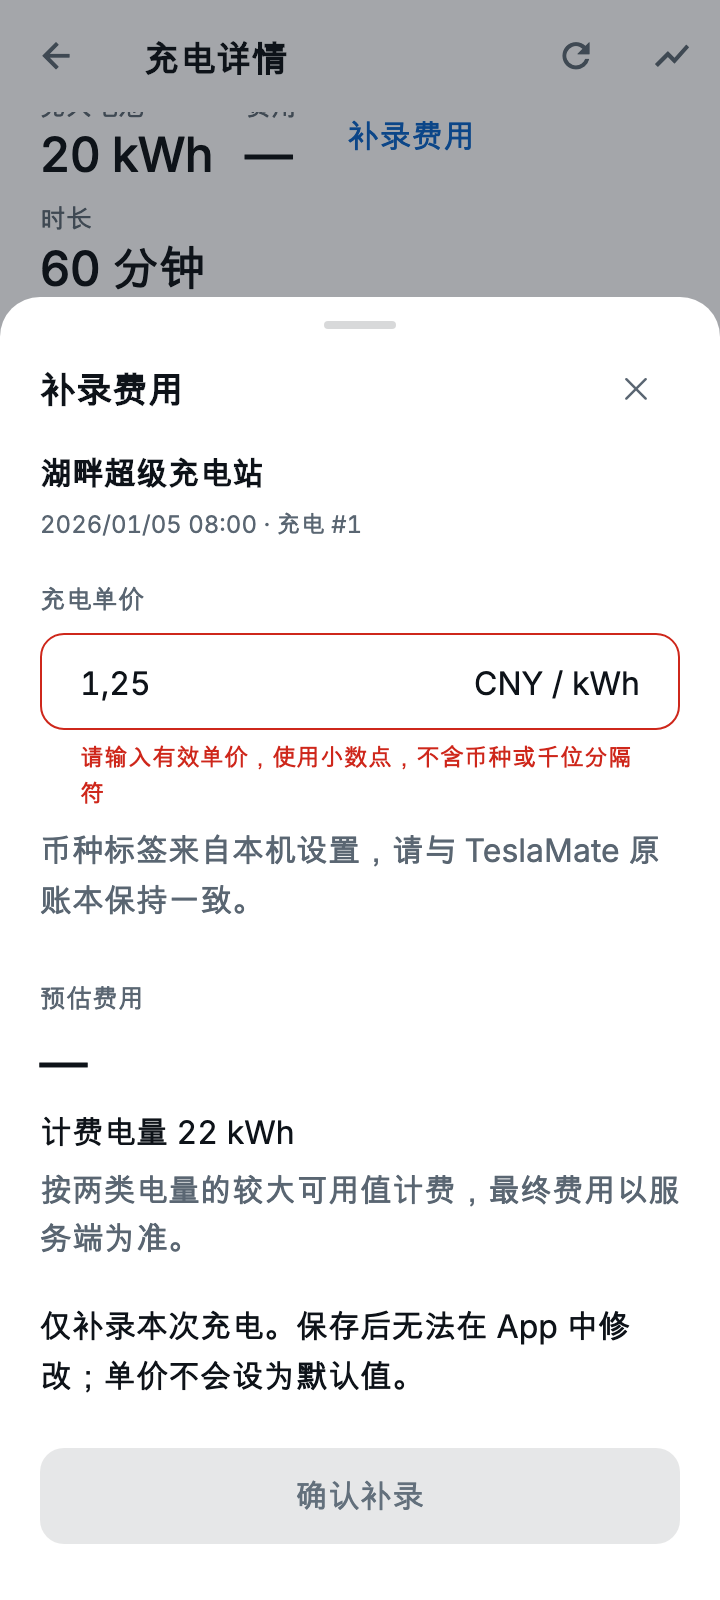 充电详情
20 kWh
—
补录费用
时长
60 分钟
补录费用
湖畔超级充电站
2026/01/05 08:00 · 充电 #1
充电单价
1,25
CNY / kWh
请输入有效单价，使用小数点，不含币种或千位分隔
符
币种标签来自本机设置，请与 TeslaMate 原
账本保持一致。
预估费用
—
计费电量 22 kWh
按两类电量的较大可用值计费，最终费用以服
务端为准。
仅补录本次充电。保存后无法在 App 中修
改；单价不会设为默认值。
确认补录